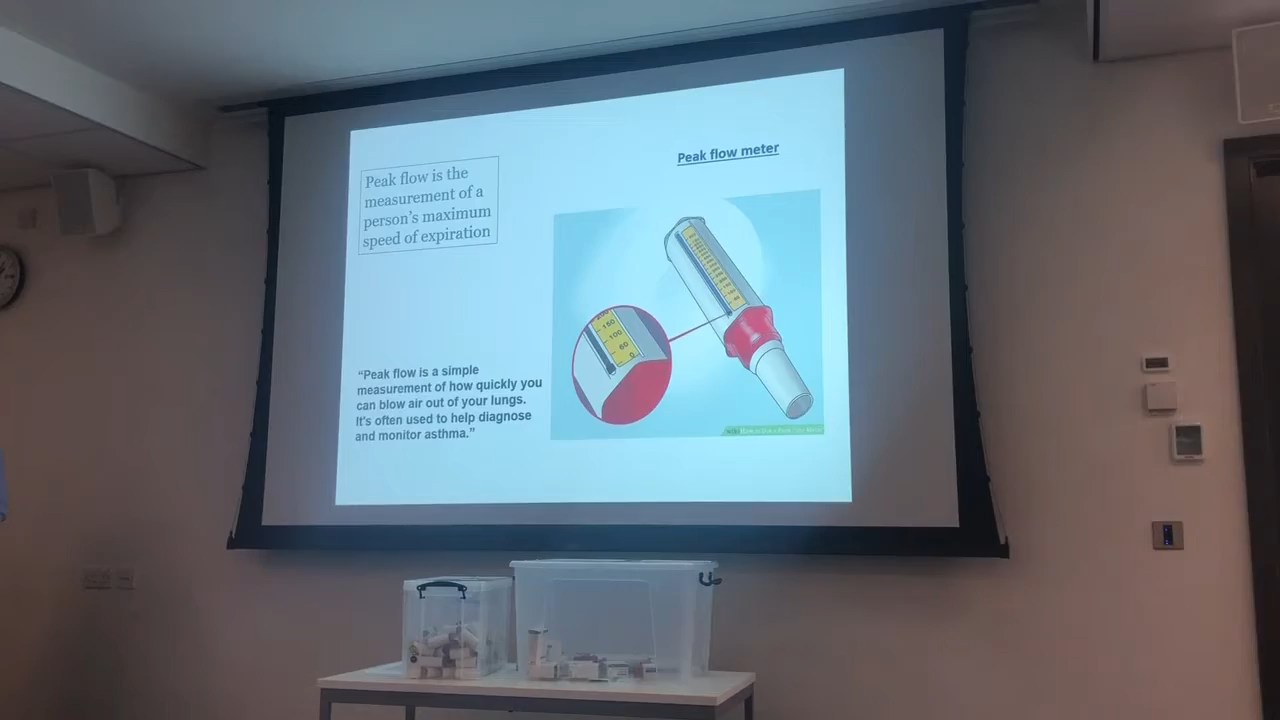 Peak flow meter
Peak flow is the
measurement of a
person's maximum
speed of expiration
“Peak flow is a simple
measurement of how quickly you
can blow air out of your lungs.
It's often used to help diagnose
and monitor asthma.”
150
100
60
0